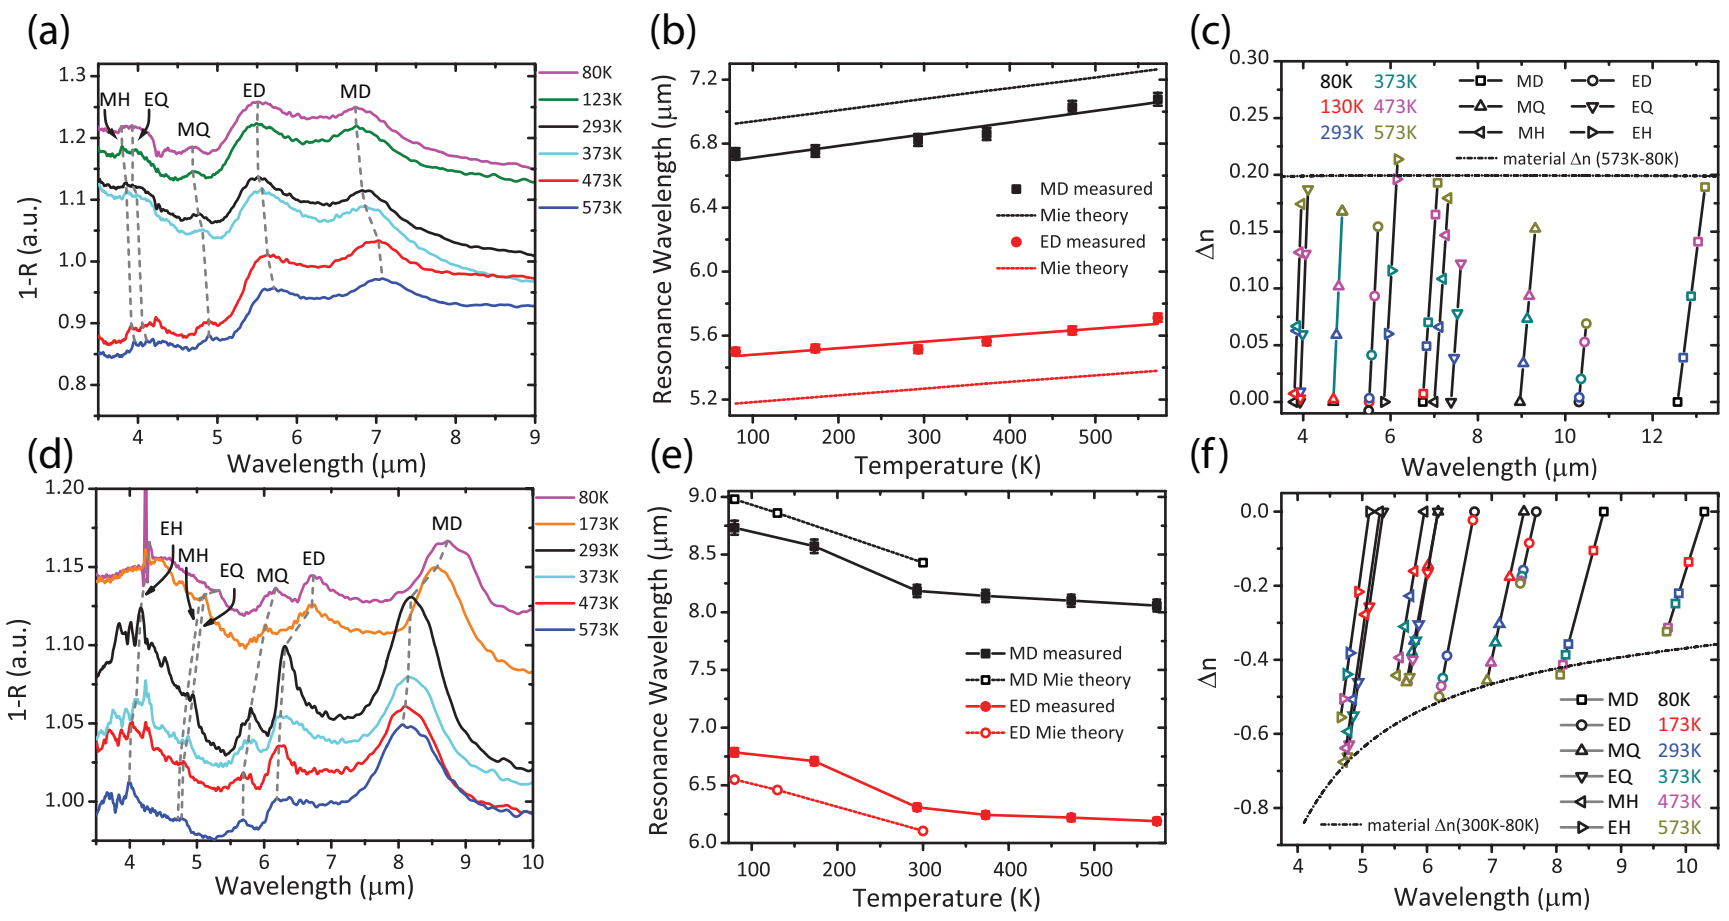 (a)
1.3
1.2
1.1
1.0
0.9
0.8
1-R (a.u.)
4 5 6 7 8 9
Wavelength (μm)
MH
EQ
MQ
ED
MD
80K
123K
293K
373K
473K
573K
(b)
7.2
6.8
6.4
6.0
5.6
5.2
Resonance Wavelength (μm)
100 200 300 400 500
Temperature (K)
MD measured
Mie theory
ED measured
Mie theory
(c)
0.30
0.25
0.20
0.15
0.10
0.05
0.00
Δn
4 6 8 10 12
Wavelength (μm)
80K 373K
130K 473K
293K 573K
MD ED
MQ EQ
MH EH
material Δn (573K-80K)
(d)
1.20
1.15
1.10
1.05
1.00
1-R (a.u.)
4 5 6 7 8 9 10
Wavelength (μm)
EH
MH
EQ
MQ
ED
MD
80K
173K
293K
373K
473K
573K
(e)
9.0
8.5
8.0
7.5
7.0
6.5
6.0
Resonance Wavelength (μm)
100 200 300 400 500
Temperature (K)
MD measured
MD Mie theory
ED measured
ED Mie theory
(f)
0.0
-0.2
-0.4
-0.6
-0.8
Δn
4 5 6 7 8 9 10
Wavelength (μm)
MD 80K
ED 173K
MQ 293K
EQ 373K
MH 473K
EH 573K
material Δn(300K-80K)